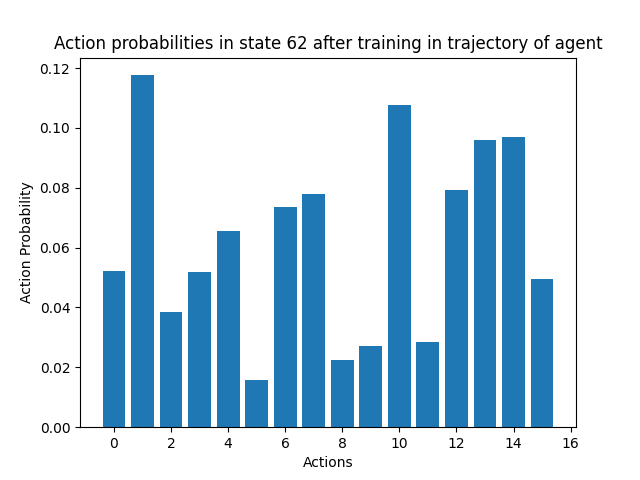 Action probabilities in state 62 after training in trajectory of agent
0.12
0.10
0.08
0.06
0.04
0.02
0.00
Action Probability
0 2 4 6 8 10 12 14 16
Actions